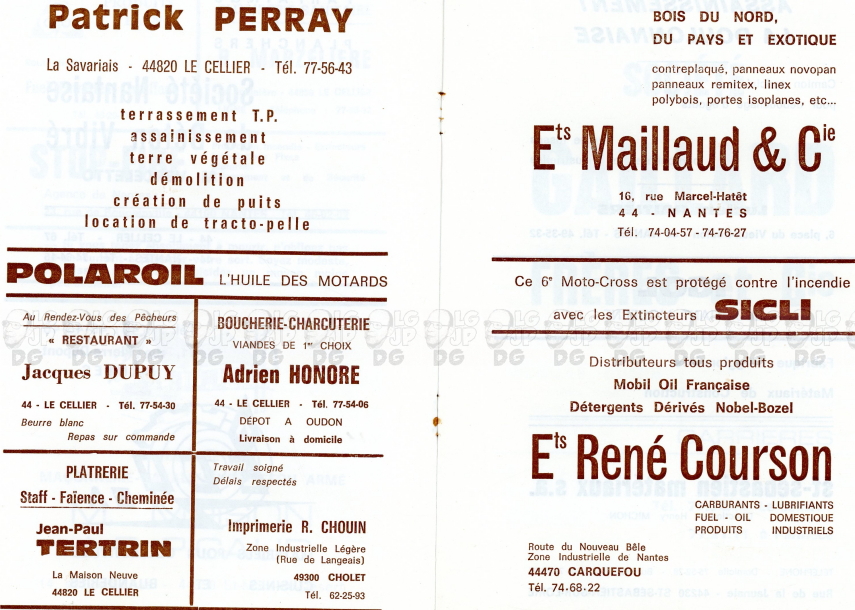 Patrick PERRAY
La Savariais - 44820 LE CELLIER - Tél. 77-56-43
terrassement T.P.
assainissement
terre végétale
démolition
création de puits
location de tracto-pelle
POLAROIL L'HUILE DES MOTARDS
Au Rendez-Vous des Pêcheurs
« RESTAURANT »
Jacques DUPUY
44 - LE CELLIER - Tél. 77-54-30
Beurre blanc
Repas sur commande
BOUCHERIE-CHARCUTERIE
VIANDES DE 1er CHOIX
Adrien HONORE
44 - LE CELLIER - Tél. 77-54-06
DÉPOT A OUDON
Livraison à domicile
PLATRERIE
Staff - Faïence - Cheminée
Jean-Paul
TERTRIN
La Maison Neuve
44820 LE CELLIER
Travail soigné
Délais respectés
Imprimerie R. CHOUIN
Zone Industrielle Légère
(Rue de Langeais)
49300 CHOLET
Tél. 62-25-93
BOIS DU NORD,
DU PAYS ET EXOTIQUE
contreplaqué, panneaux novopan
panneaux remitex, linex
polybois, portes isoplanes, etc...
Ets Maillaud & Cie
16, rue Marcel-Hatêt
44 - NANTES
Tél. 74-04-57 - 74-76-27
Ce 6e Moto-Cross est protégé contre l'incendie
avec les Extincteurs SICLI
Distributeurs tous produits
Mobil Oil Française
Détergents Dérivés Nobel-Bozel
Ets René Courson
CARBURANTS - LUBRIFIANTS
FUEL - OIL DOMESTIQUE
PRODUITS INDUSTRIELS
Route du Nouveau Bêle
Zone Industrielle de Nantes
44470 CARQUEFOU
Tél. 74-68-22